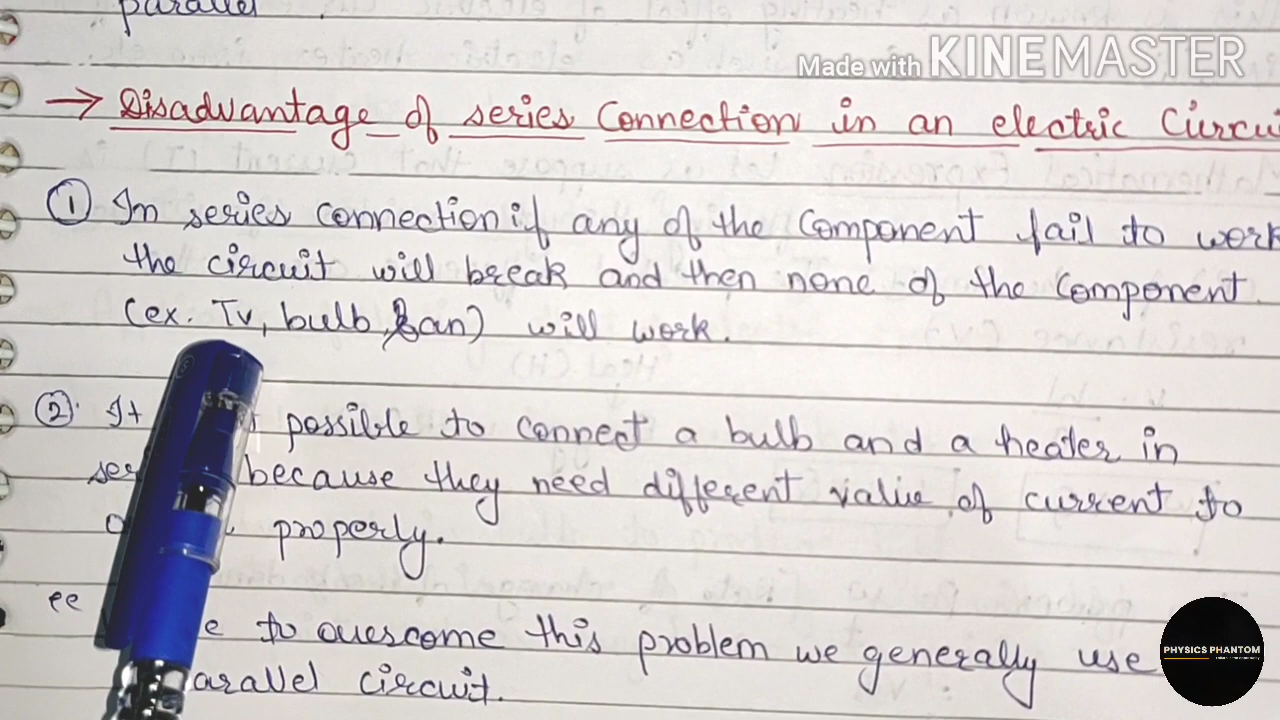 parallel .
Made with KINEMASTER
→ Disadvantage of series Connection in an electric Circui
① In series connection if any of the component fail to work
the circuit will break and then none of the component
(ex. Tv, bulb, fan) will work.
② It possible to connect a bulb and a heater in
because they need different value of current to
properly.
to overcome this problem we generally use
circuit.
PHYSICS PHANTOM